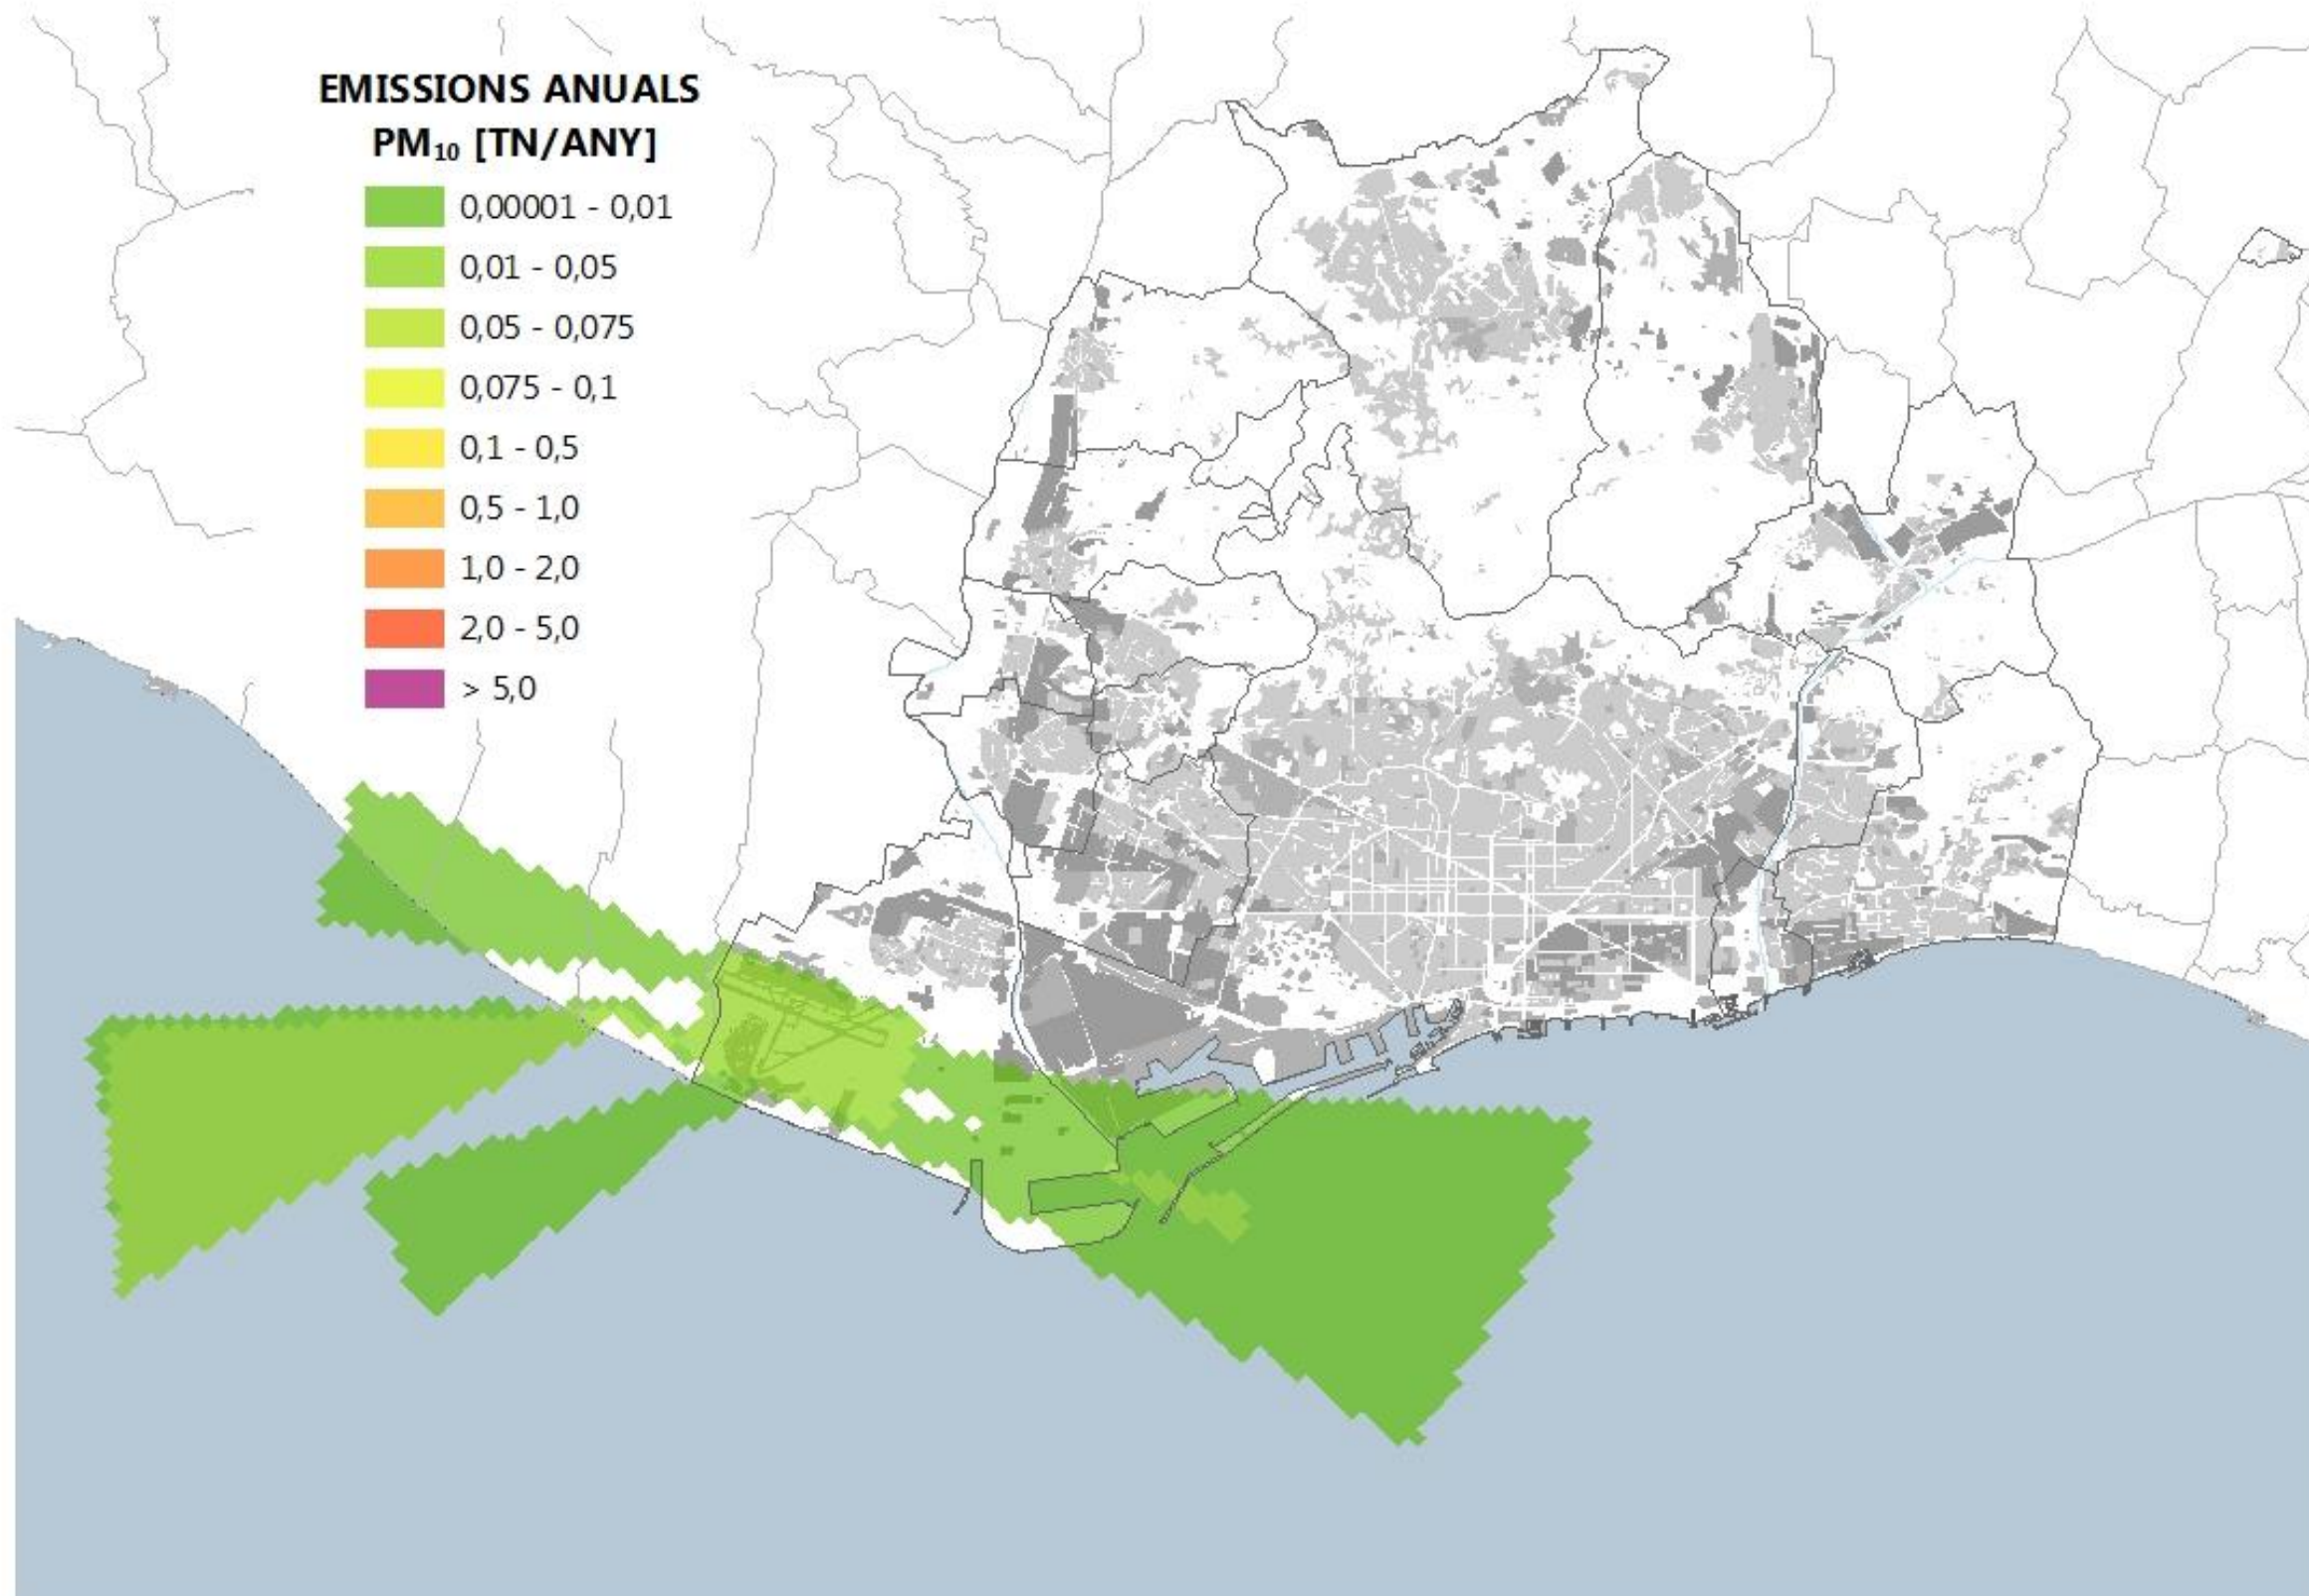 EMISSIONS ANUALS
PM₁₀ [TN/ANY]
0,00001 - 0,01
0,01 - 0,05
0,05 - 0,075
0,075 - 0,1
0,1 - 0,5
0,5 - 1,0
1,0 - 2,0
2,0 - 5,0
> 5,0